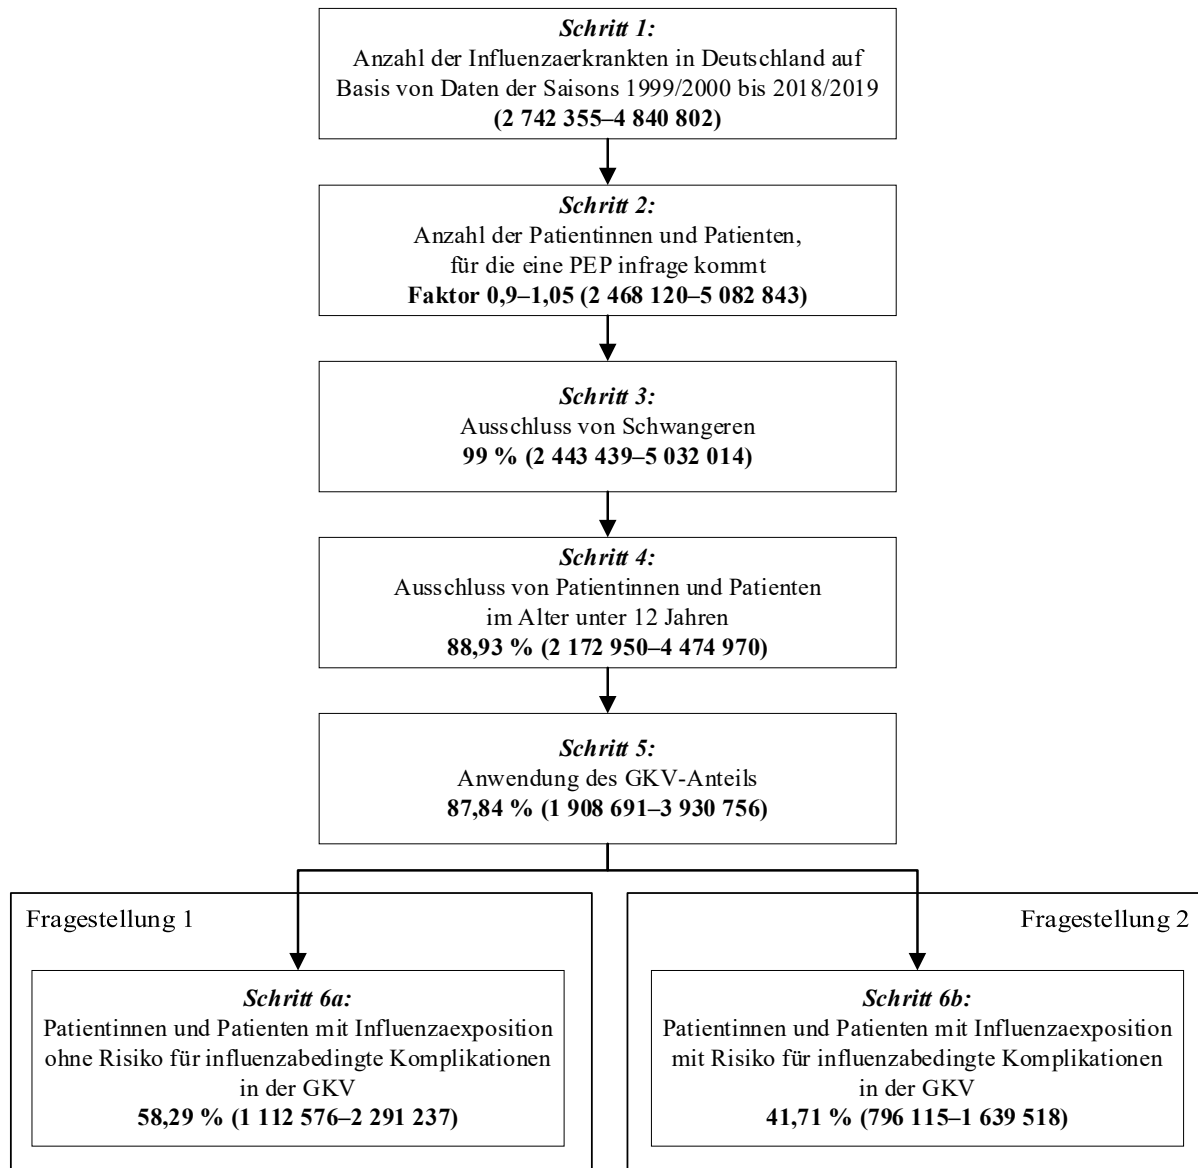 Schritt 1:
Anzahl der Influenzaerkrankten in Deutschland auf
Basis von Daten der Saisons 1999/2000 bis 2018/2019
(2 742 355–4 840 802)
Schritt 2:
Anzahl der Patientinnen und Patienten,
für die eine PEP infrage kommt
Faktor 0,9–1,05 (2 468 120–5 082 843)
Schritt 3:
Ausschluss von Schwangeren
99 % (2 443 439–5 032 014)
Schritt 4:
Ausschluss von Patientinnen und Patienten
im Alter unter 12 Jahren
88,93 % (2 172 950–4 474 970)
Schritt 5:
Anwendung des GKV-Anteils
87,84 % (1 908 691–3 930 756)
Fragestellung 1
Schritt 6a:
Patientinnen und Patienten mit Influenzaexposition
ohne Risiko für influenzabedingte Komplikationen
in der GKV
58,29 % (1 112 576–2 291 237)
Fragestellung 2
Schritt 6b:
Patientinnen und Patienten mit Influenzaexposition
mit Risiko für influenzabedingte Komplikationen
in der GKV
41,71 % (796 115–1 639 518)